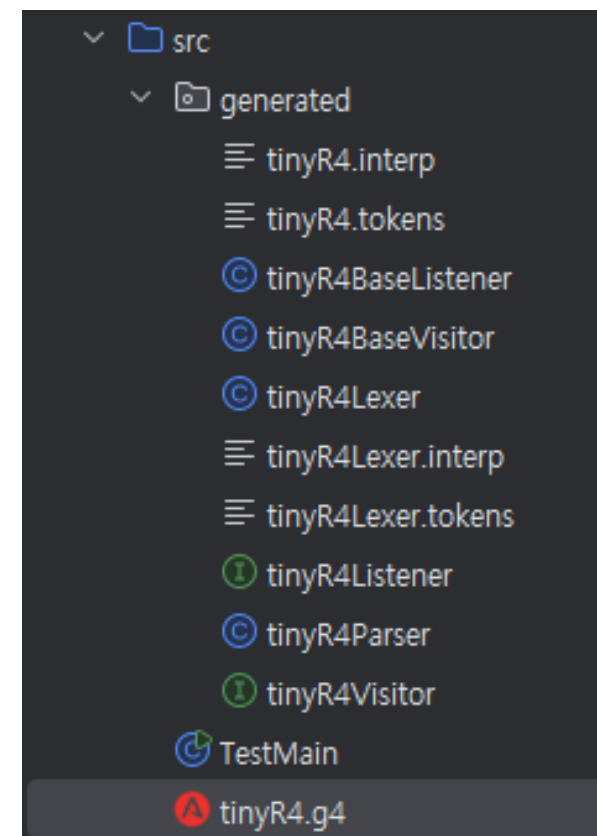 src
generated
tinyR4.interp
tinyR4.tokens
tinyR4BaseListener
tinyR4BaseVisitor
tinyR4Lexer
tinyR4Lexer.interp
tinyR4Lexer.tokens
tinyR4Listener
tinyR4Parser
tinyR4Visitor
TestMain
tinyR4.g4